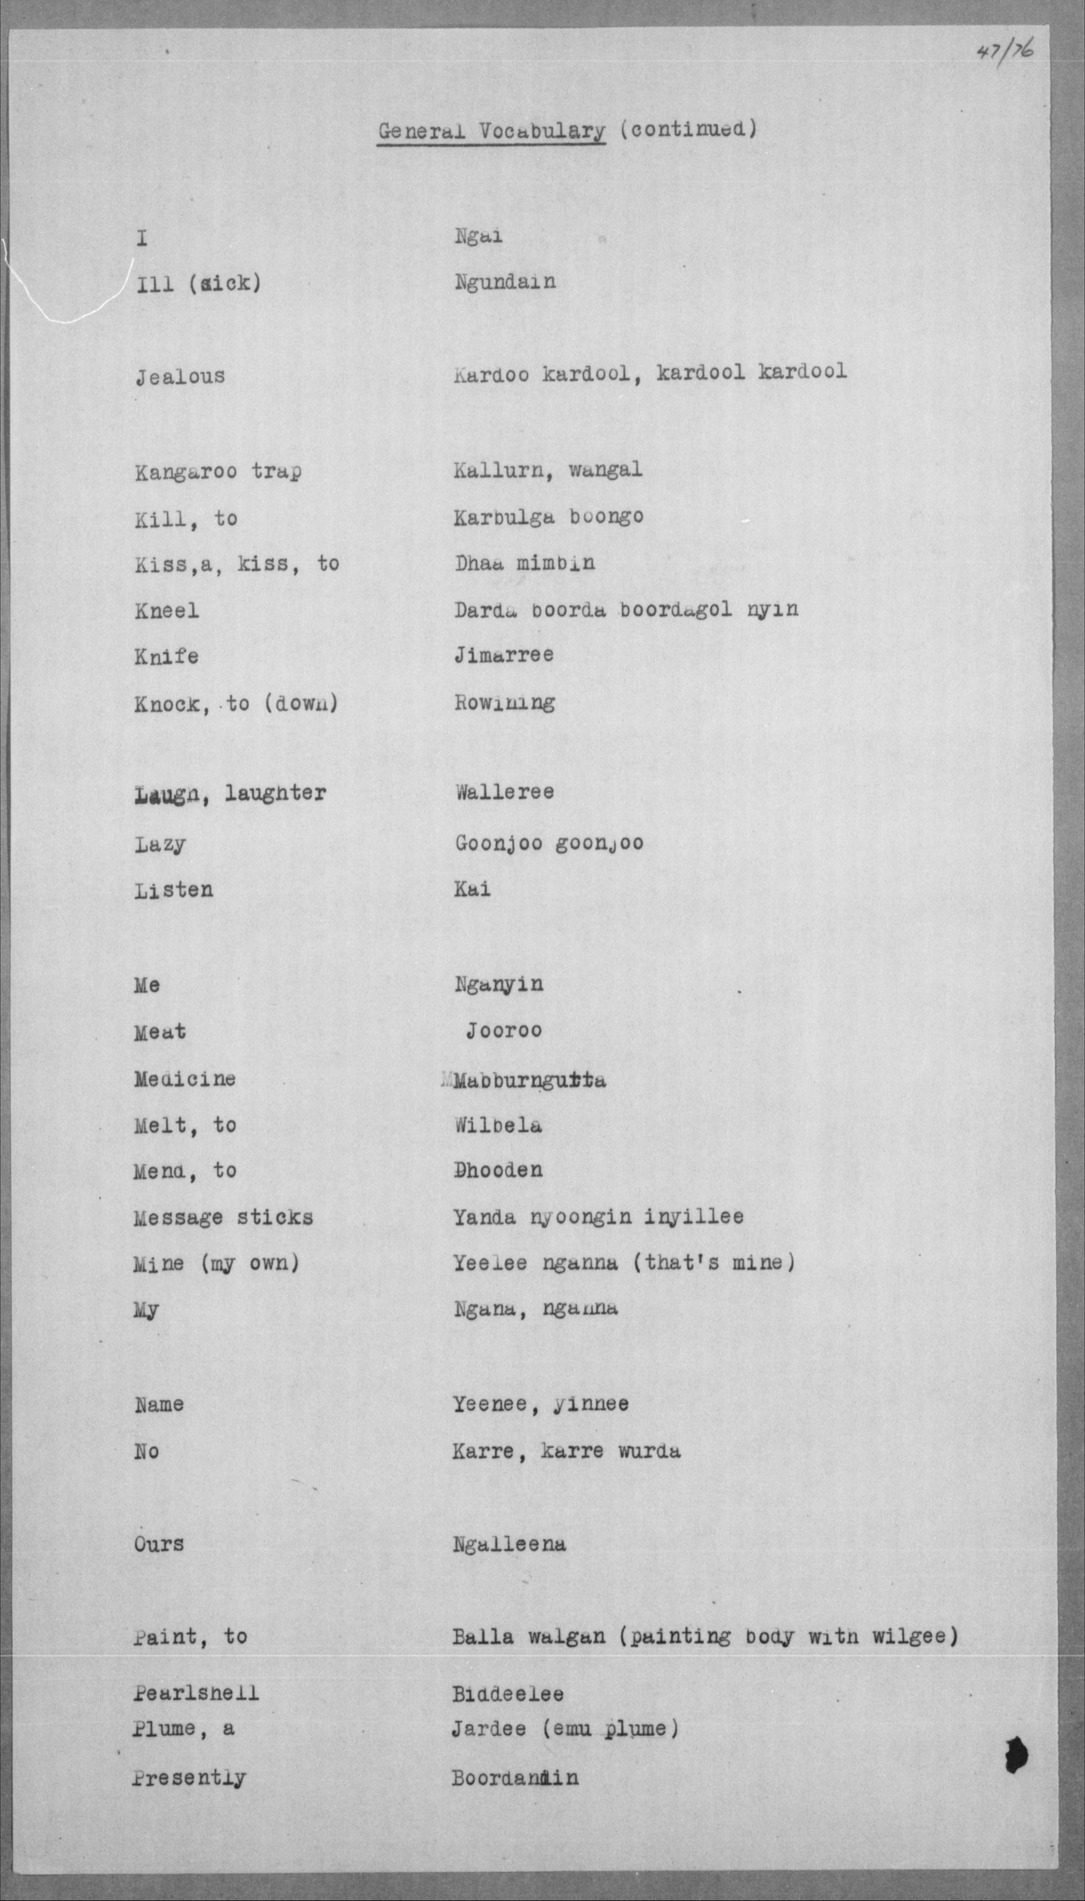 47/76
General Vocabulary (continued)
I Ngai
Ill (sick) Ngundain
Jealous Kardoo kardool, kardool kardool
Kangaroo trap Kallurn, wangal
Kill, to Karbulga boongo
Kiss,a, kiss, to Dhaa mimbin
Kneel Darda boorda boordagol nyin
Knife Jimarree
Knock, to (down) Rowining
Laugh, laughter Walleree
Lazy Goonjoo goonjoo
Listen Kai
Me Nganyin
Meat Jooroo
Medicine Mabburngutta
Melt, to Wilbela
Mend, to Dhooden
Message sticks Yanda nyoongin inyillee
Mine (my own) Yeelee nganna (that's mine)
My Ngana, nganna
Name Yeenee, yinnee
No Karre, karre wurda
Ours Ngalleena
Paint, to Balla walgan (painting body with wilgee)
Pearlshell Biddeelee
Plume, a Jardee (emu plume)
Presently